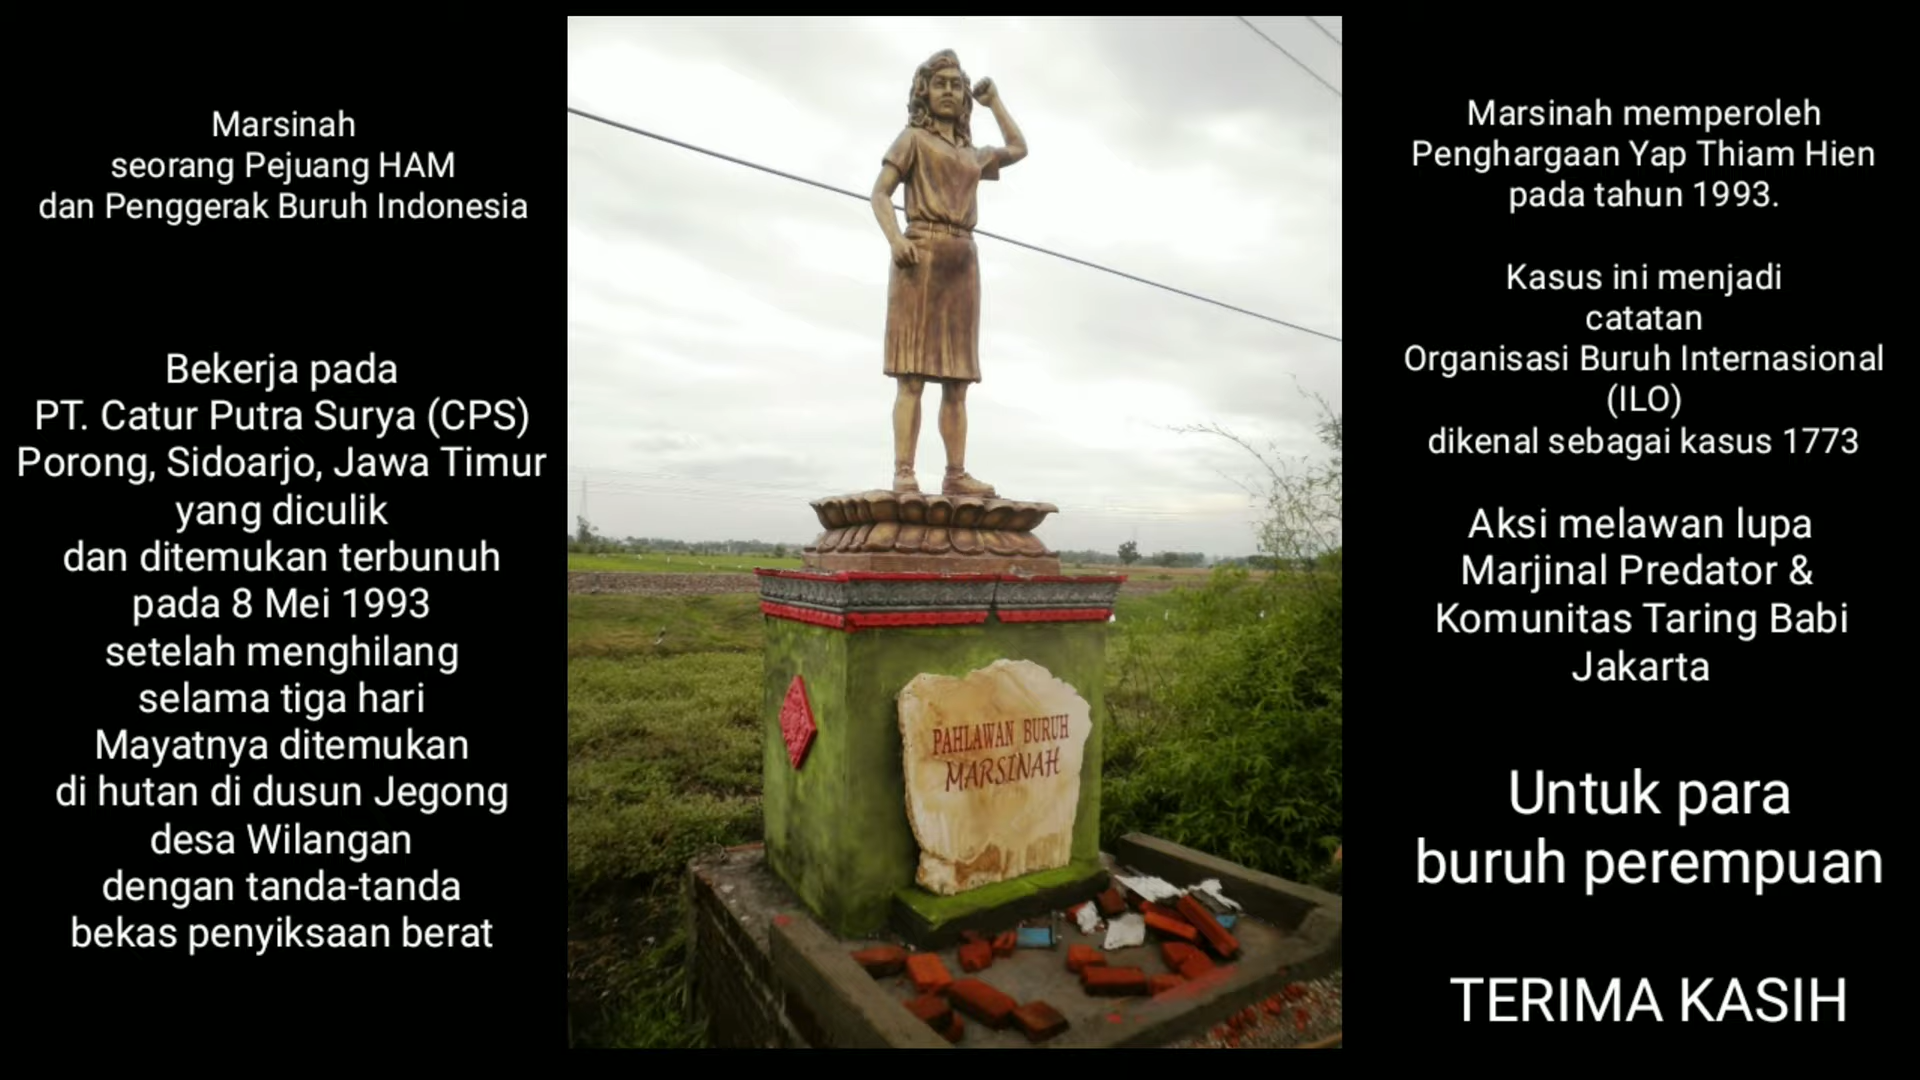 Marsinah
seorang Pejuang HAM
dan Penggerak Buruh Indonesia
Bekerja pada
PT. Catur Putra Surya (CPS)
Porong, Sidoarjo, Jawa Timur
yang diculik
dan ditemukan terbunuh
pada 8 Mei 1993
setelah menghilang
selama tiga hari
Mayatnya ditemukan
di hutan di dusun Jegong
desa Wilangan
dengan tanda-tanda
bekas penyiksaan berat
PAHLAWAN BURUH
MARSINAH
Marsinah memperoleh
Penghargaan Yap Thiam Hien
pada tahun 1993.
Kasus ini menjadi
catatan
Organisasi Buruh Internasional
(ILO)
dikenal sebagai kasus 1773
Aksi melawan lupa
Marjinal Predator &
Komunitas Taring Babi
Jakarta
Untuk para
buruh perempuan
TERIMA KASIH